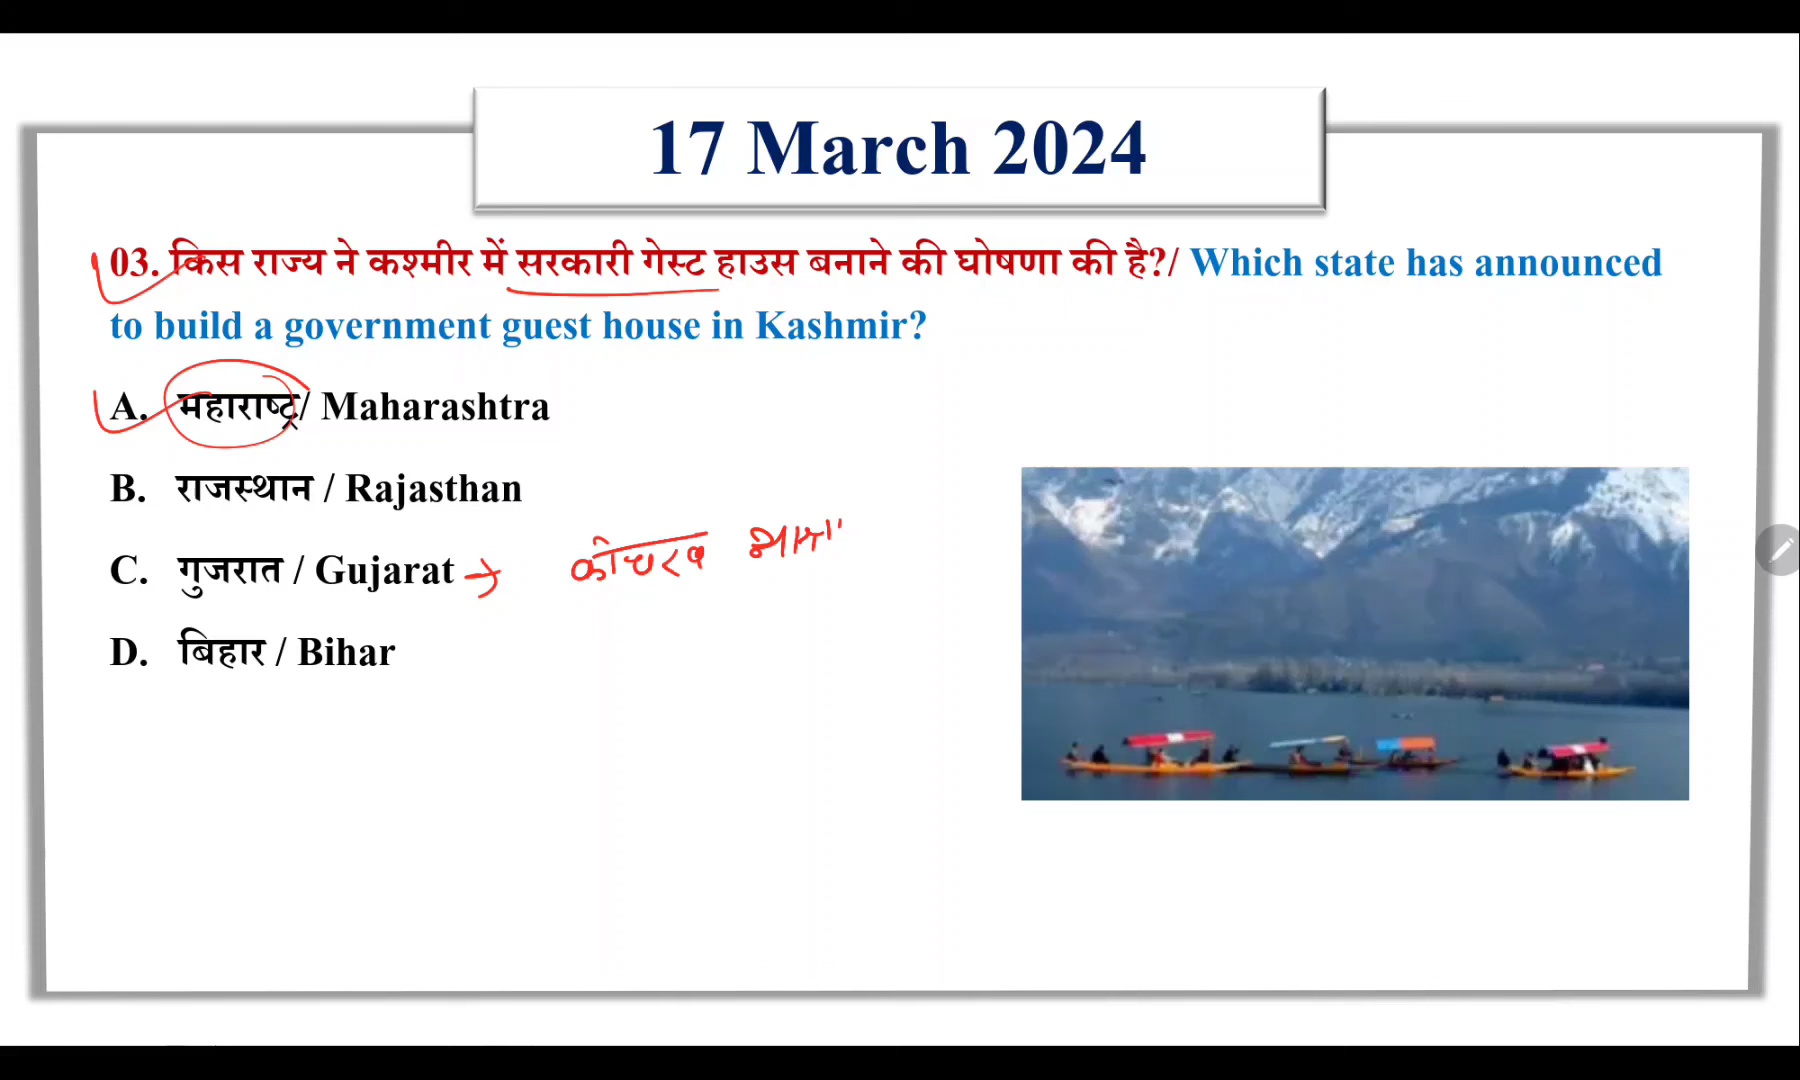 17 March 2024
03. किस राज्य ने कश्मीर में सरकारी गेस्ट हाउस बनाने की घोषणा की है?/ Which state has announced
to build a government guest house in Kashmir?
A. महाराष्ट्र/ Maharashtra
B. राजस्थान / Rajasthan
C. गुजरात / Gujarat → कोचरब
D. बिहार / Bihar